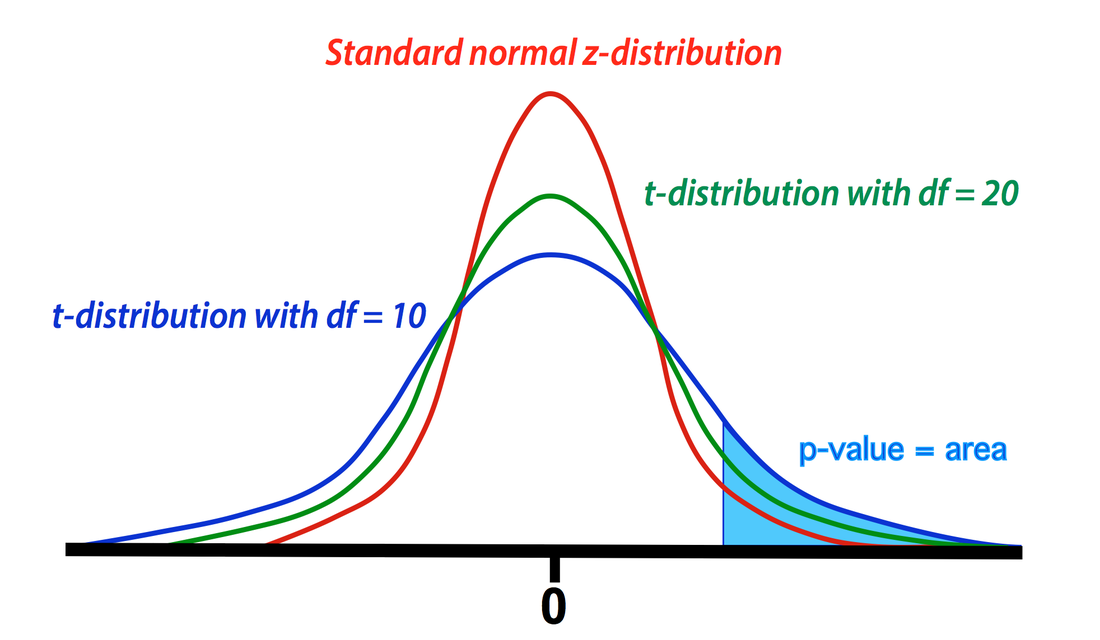 Standard normal z-distribution
t-distribution with df = 20
t-distribution with df = 10
p-value = area
0